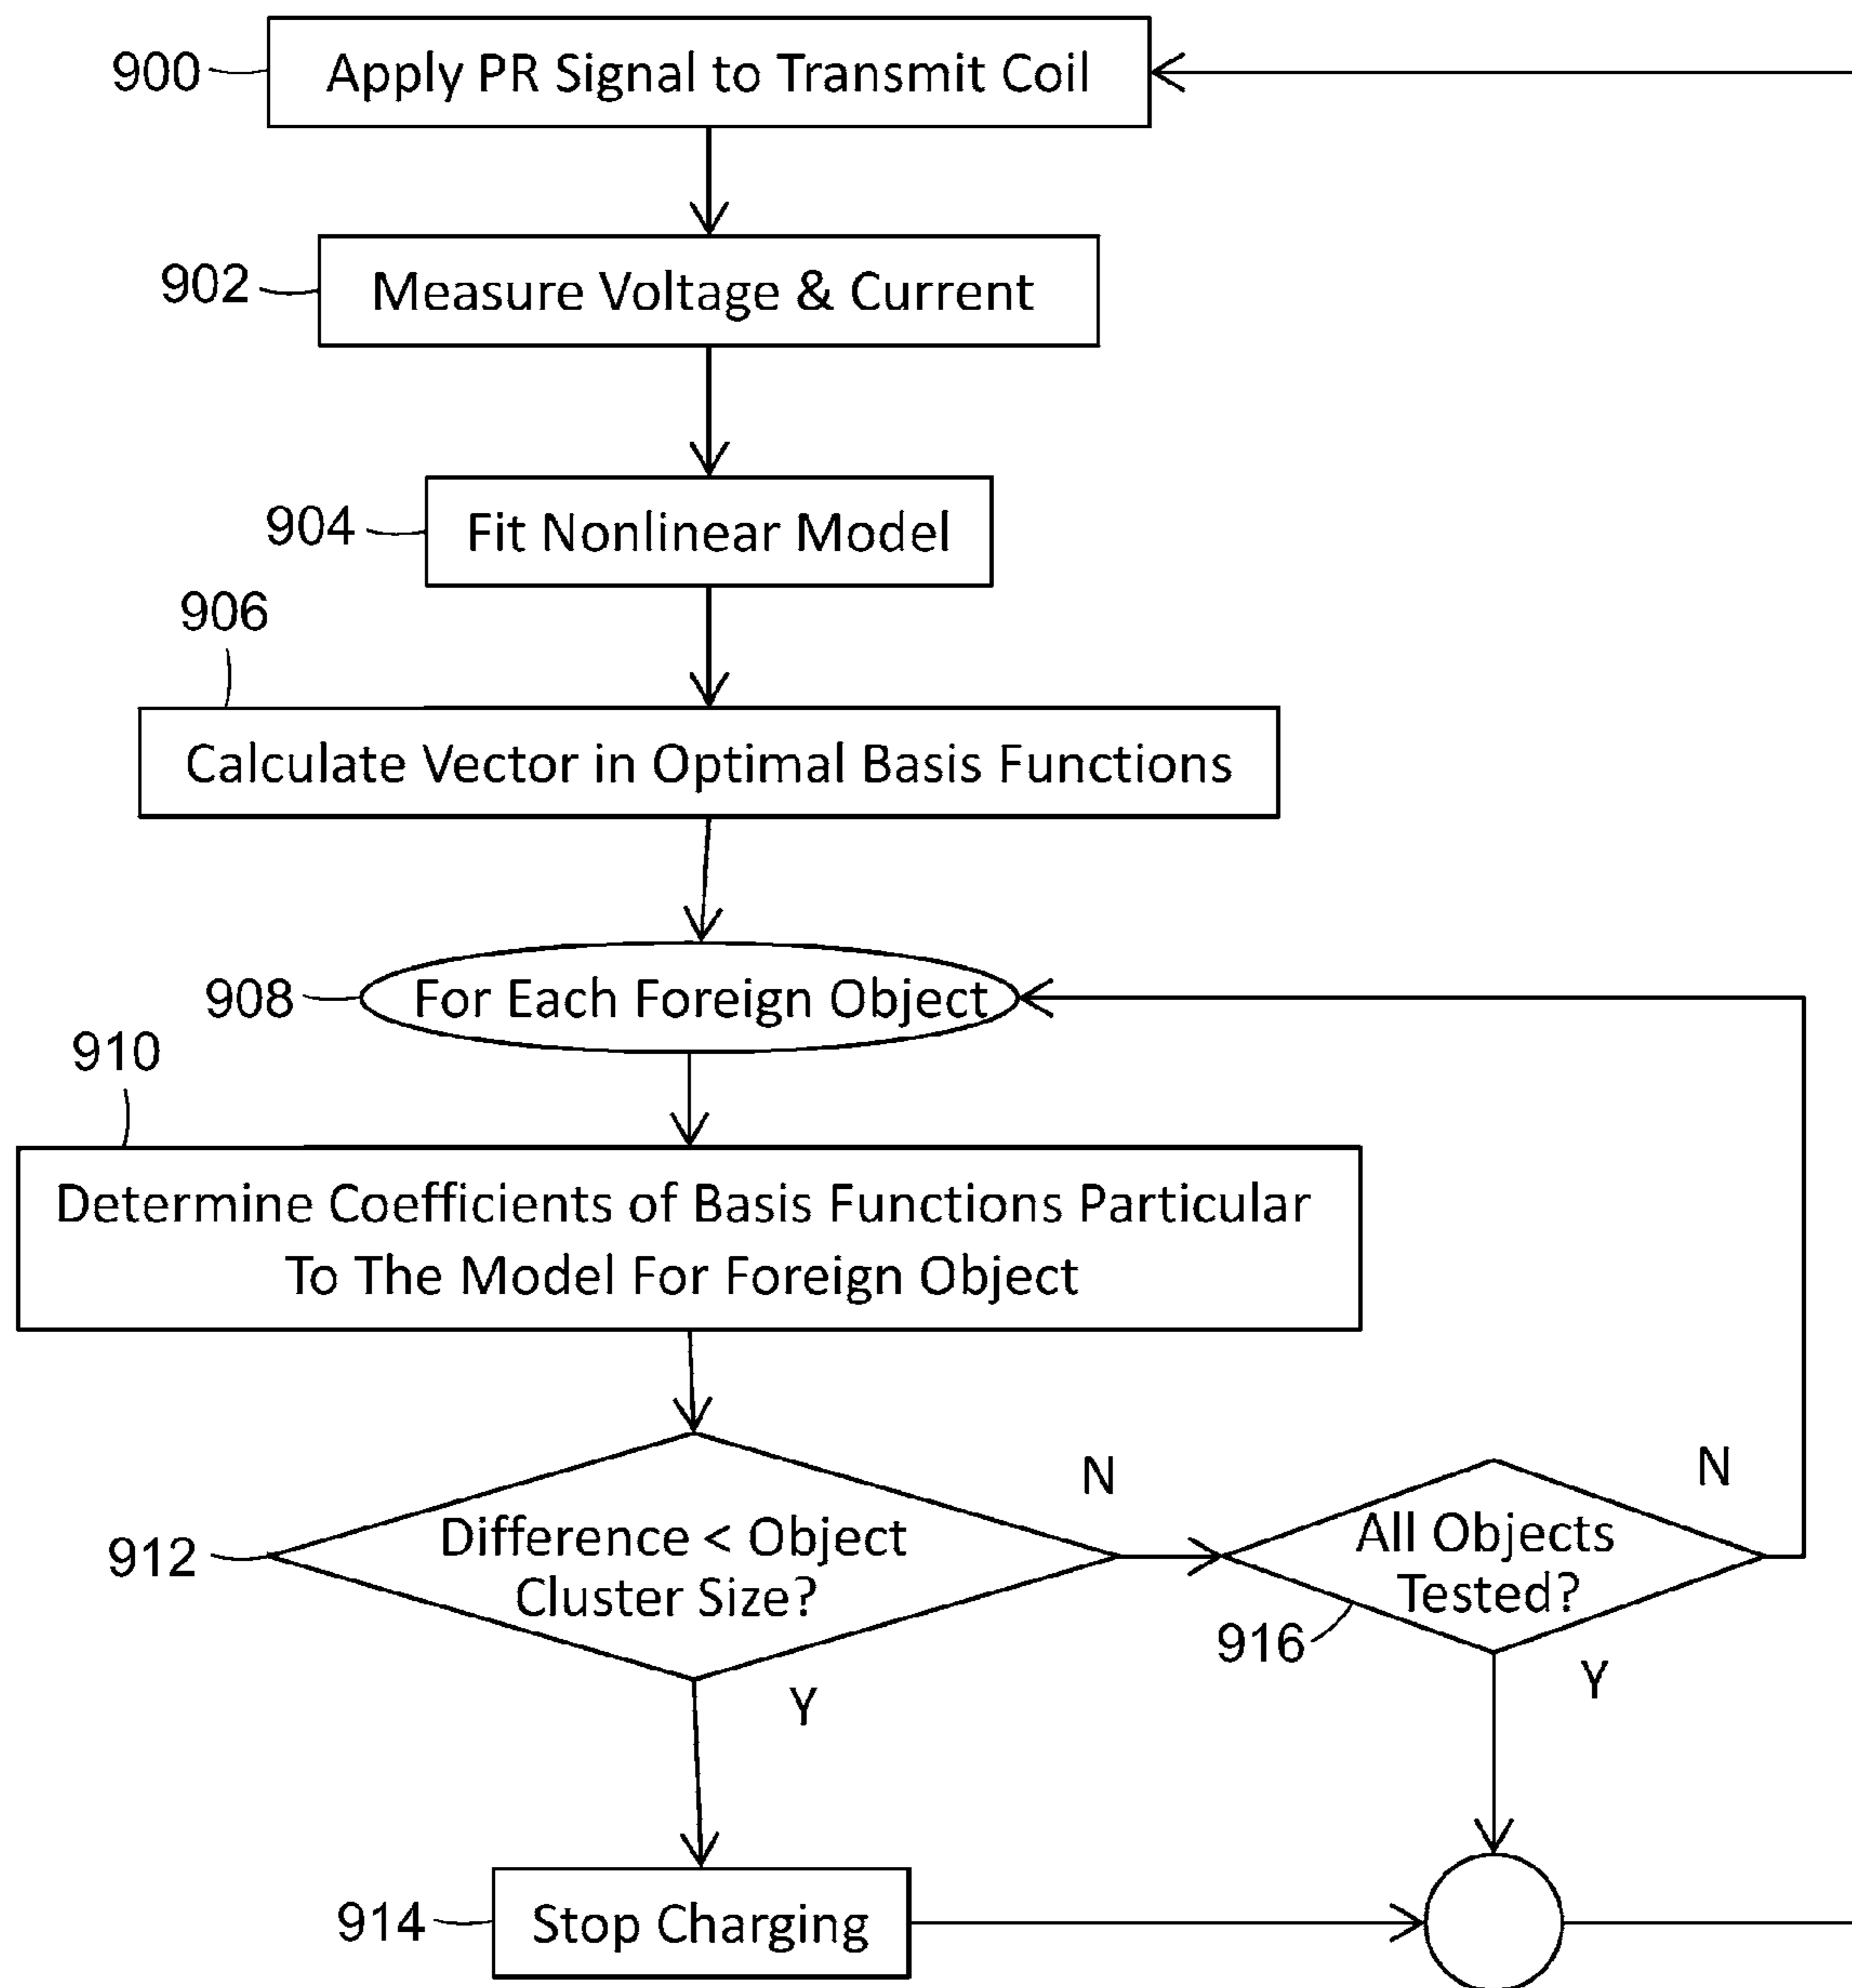 900
Apply PR Signal to Transmit Coil
902
Measure Voltage & Current
904
Fit Nonlinear Model
906
Calculate Vector in Optimal Basis Functions
908
For Each Foreign Object
910
Determine Coefficients of Basis Functions Particular
To The Model For Foreign Object
912
Difference < Object
Cluster Size?
N
Y
All Objects
Tested?
916
N
Y
914
Stop Charging